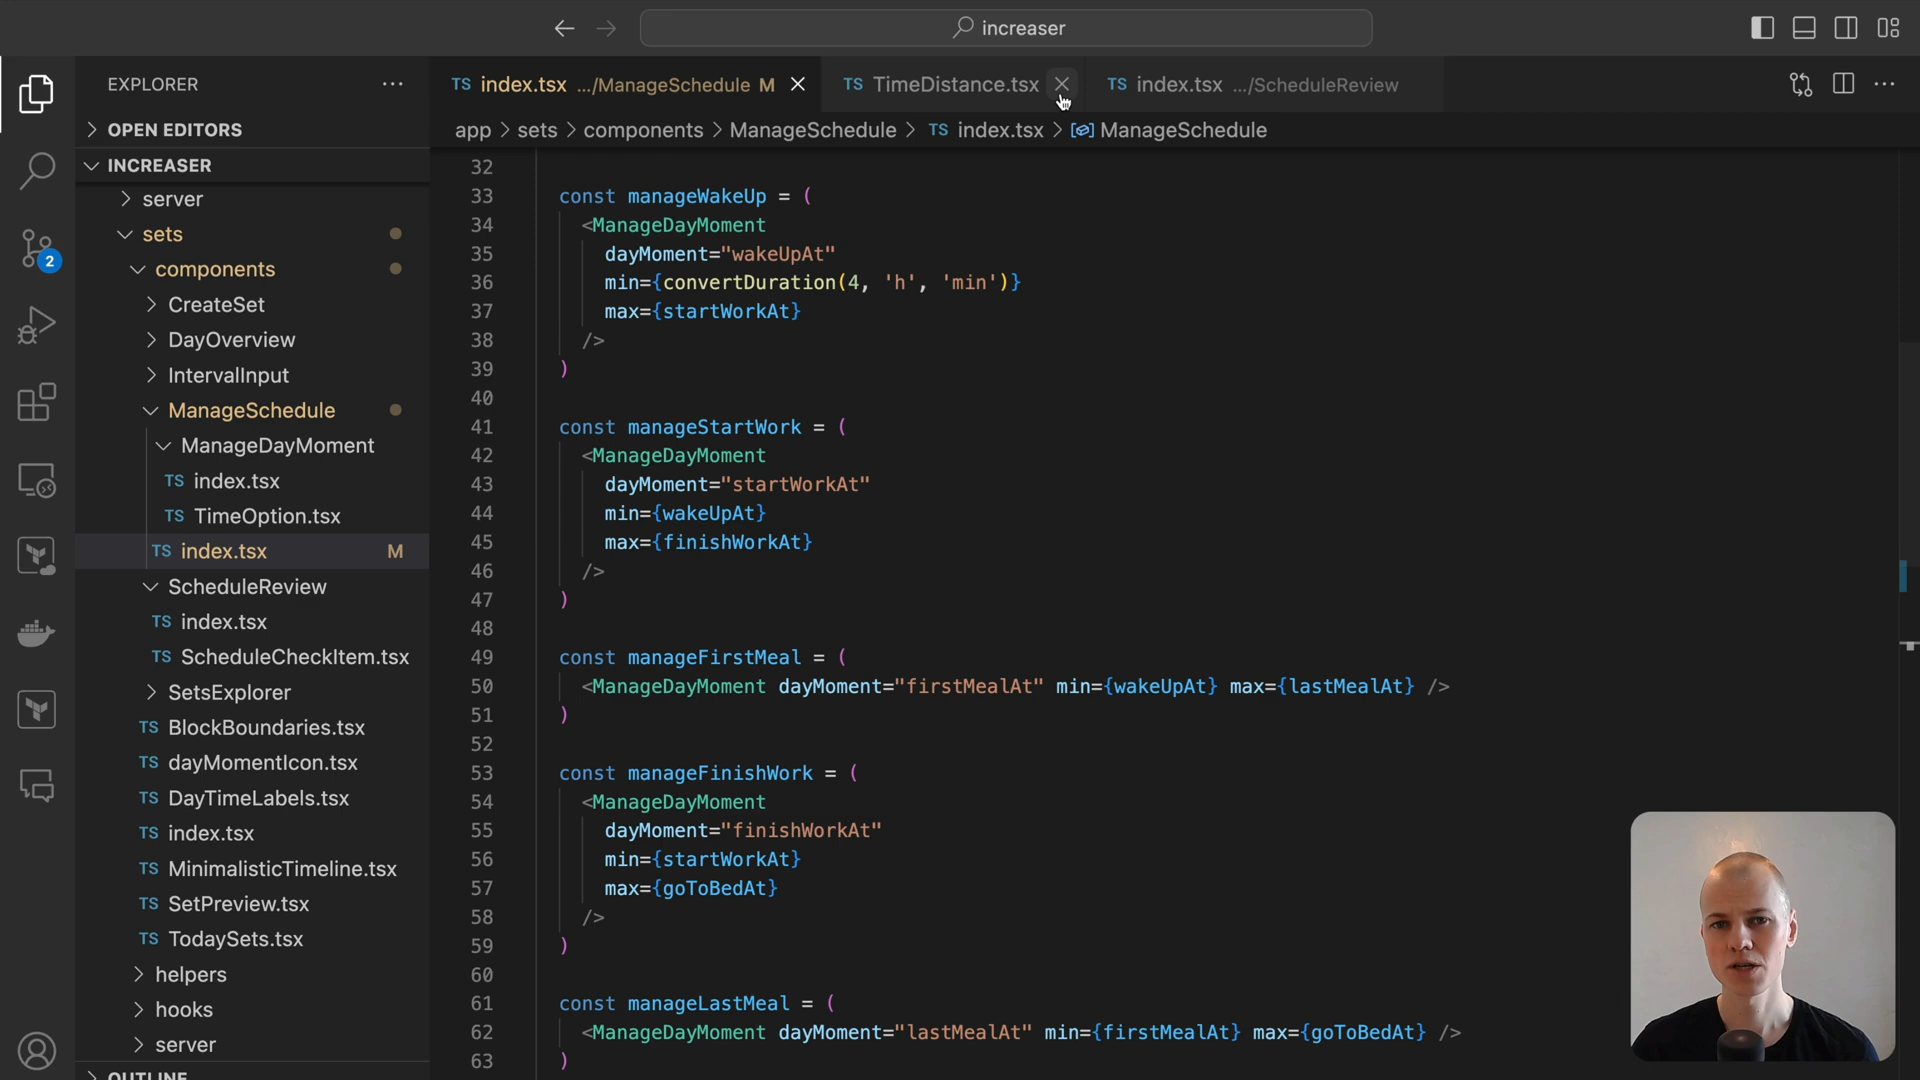 increaser
EXPLORER
OPEN EDITORS
INCREASER
server
sets
components
CreateSet
DayOverview
IntervalInput
ManageSchedule
ManageDayMoment
TS index.tsx
TS TimeOption.tsx
TS index.tsx M
ScheduleReview
TS index.tsx
TS ScheduleCheckItem.tsx
SetsExplorer
TS BlockBoundaries.tsx
TS dayMomentIcon.tsx
TS DayTimeLabels.tsx
TS index.tsx
TS MinimalisticTimeline.tsx
TS SetPreview.tsx
TS TodaySets.tsx
helpers
hooks
server
OUTLINE
2
TS index.tsx .../ManageSchedule M
TS TimeDistance.tsx
TS index.tsx .../ScheduleReview
app > sets > components > ManageSchedule > TS index.tsx > ManageSchedule
32
33 const manageWakeUp = (
34 <ManageDayMoment
35 dayMoment="wakeUpAt"
36 min={convertDuration(4, 'h', 'min')}
37 max={startWorkAt}
38 />
39 )
40
41 const manageStartWork = (
42 <ManageDayMoment
43 dayMoment="startWorkAt"
44 min={wakeUpAt}
45 max={finishWorkAt}
46 />
47 )
48
49 const manageFirstMeal = (
50 <ManageDayMoment dayMoment="firstMealAt" min={wakeUpAt} max={lastMealAt} />
51 )
52
53 const manageFinishWork = (
54 <ManageDayMoment
55 dayMoment="finishWorkAt"
56 min={startWorkAt}
57 max={goToBedAt}
58 />
59 )
60
61 const manageLastMeal = (
62 <ManageDayMoment dayMoment="lastMealAt" min={firstMealAt} max={goToBedAt} />
63 )